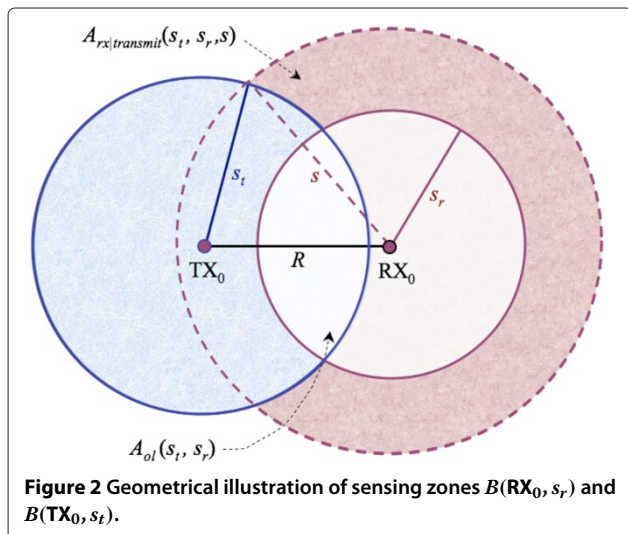 A_{rx|transmit}(s_t, s_r,s)
s_t
s
s_r
R
TX_0
RX_0
A_{ol}(s_t, s_r)
Figure 2 Geometrical illustration of sensing zones B(RX_0, s_r) and
B(TX_0, s_t).